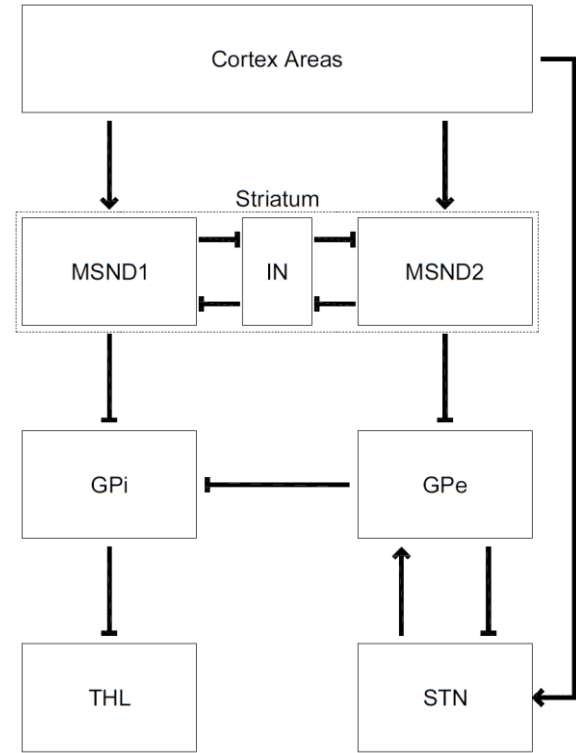 Cortex Areas
Striatum
MSND1
IN
MSND2
GPi
GPe
THL
STN